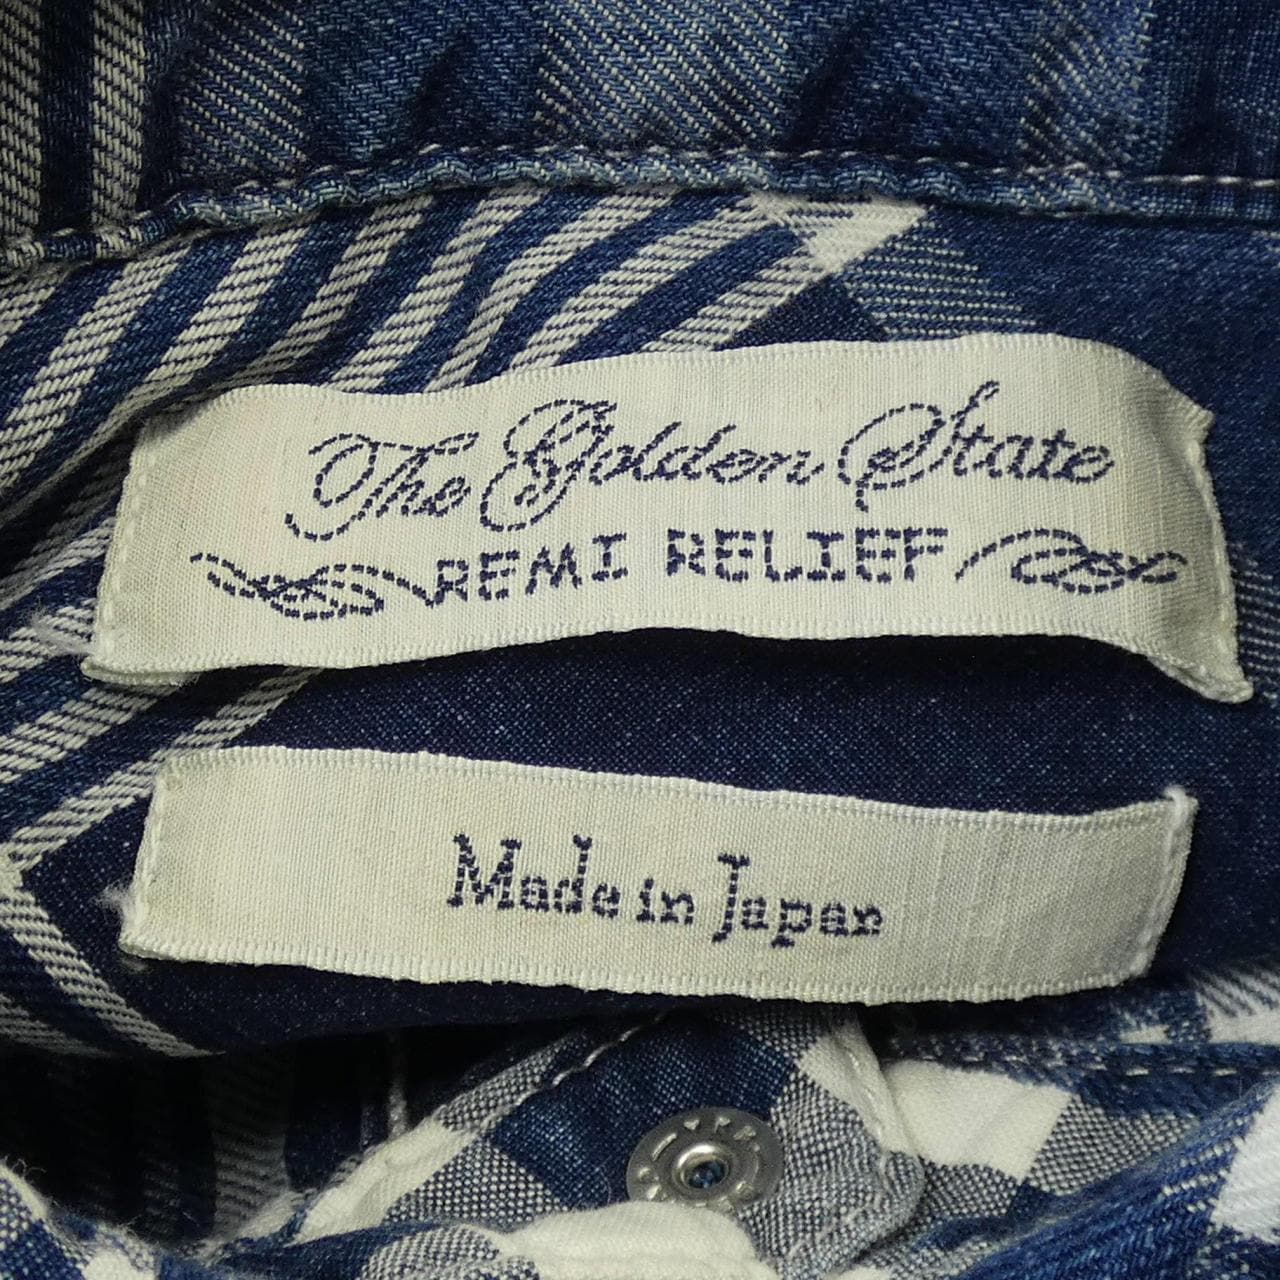 The Golden State
REMI RELIEF
Made in Japan